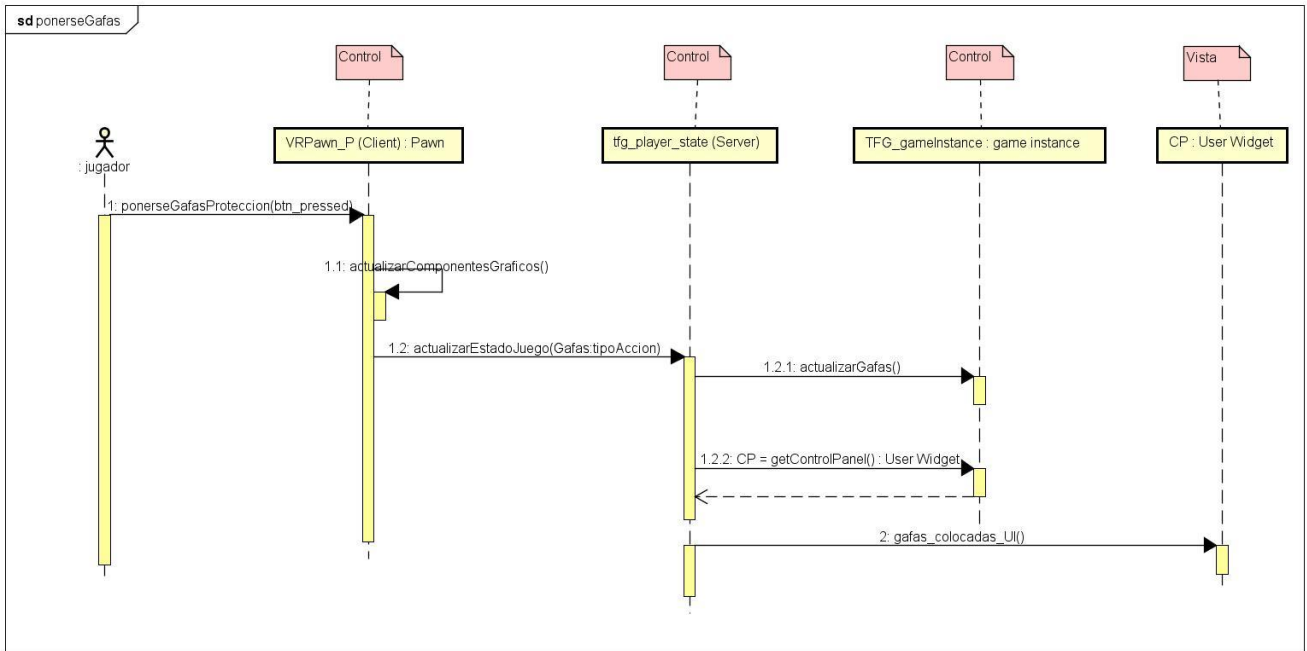 sd ponerseGafas
Control
Control
Control
Vista
: jugador
VRPawn_P (Client) : Pawn
tfg_player_state (Server)
TFG_gameInstance : game instance
CP : User Widget
1: ponerseGafasProteccion(btn_pressed)
1.1: actualizarComponentesGraficos()
1.2: actualizarEstadoJuego(Gafas:tipoAccion)
1.2.1: actualizarGafas()
1.2.2: CP = getControlPanel() : User Widget
2: gafas_colocadas_UI()